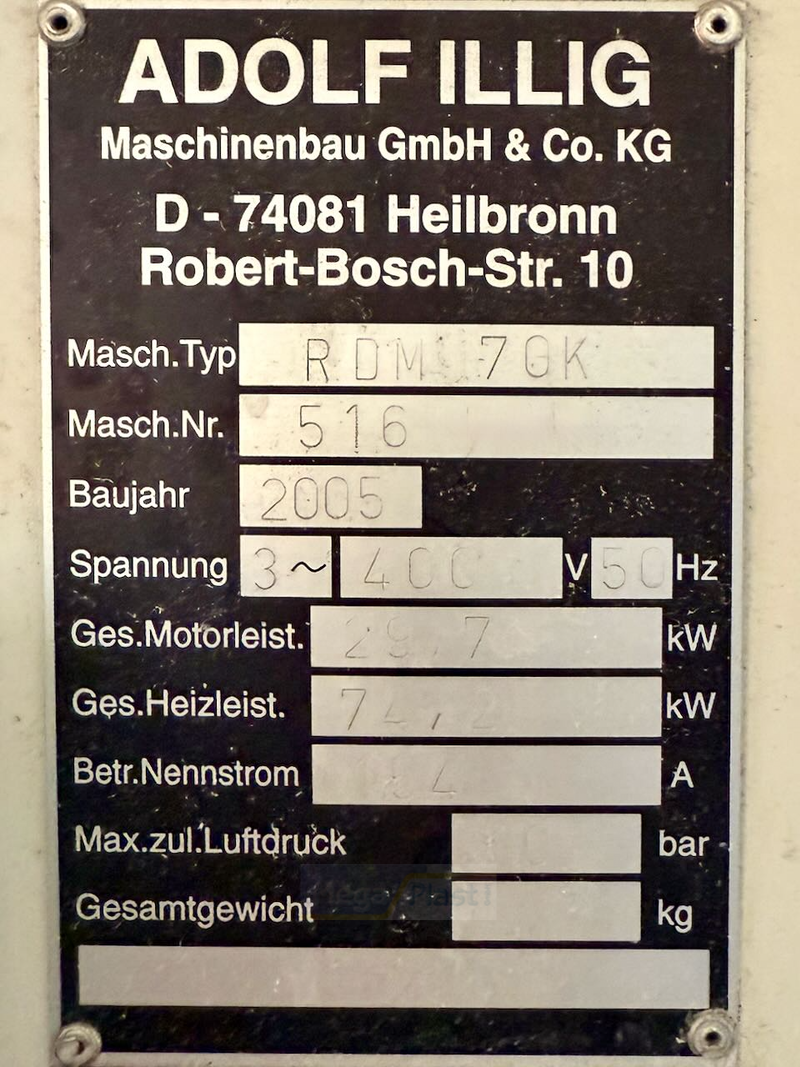 ADOLF ILLIG
Maschinenbau GmbH & Co. KG
D - 74081 Heilbronn
Robert-Bosch-Str. 10
Masch.Typ RDM 70K
Masch.Nr. 516
Baujahr 2005
Spannung 3~ 400 V 50 Hz
Ges.Motorleist. 29,7 kW
Ges.Heizleist. kW
Betr.Nennstrom A
Max.zul.Luftdruck bar
Gesamtgewicht kg